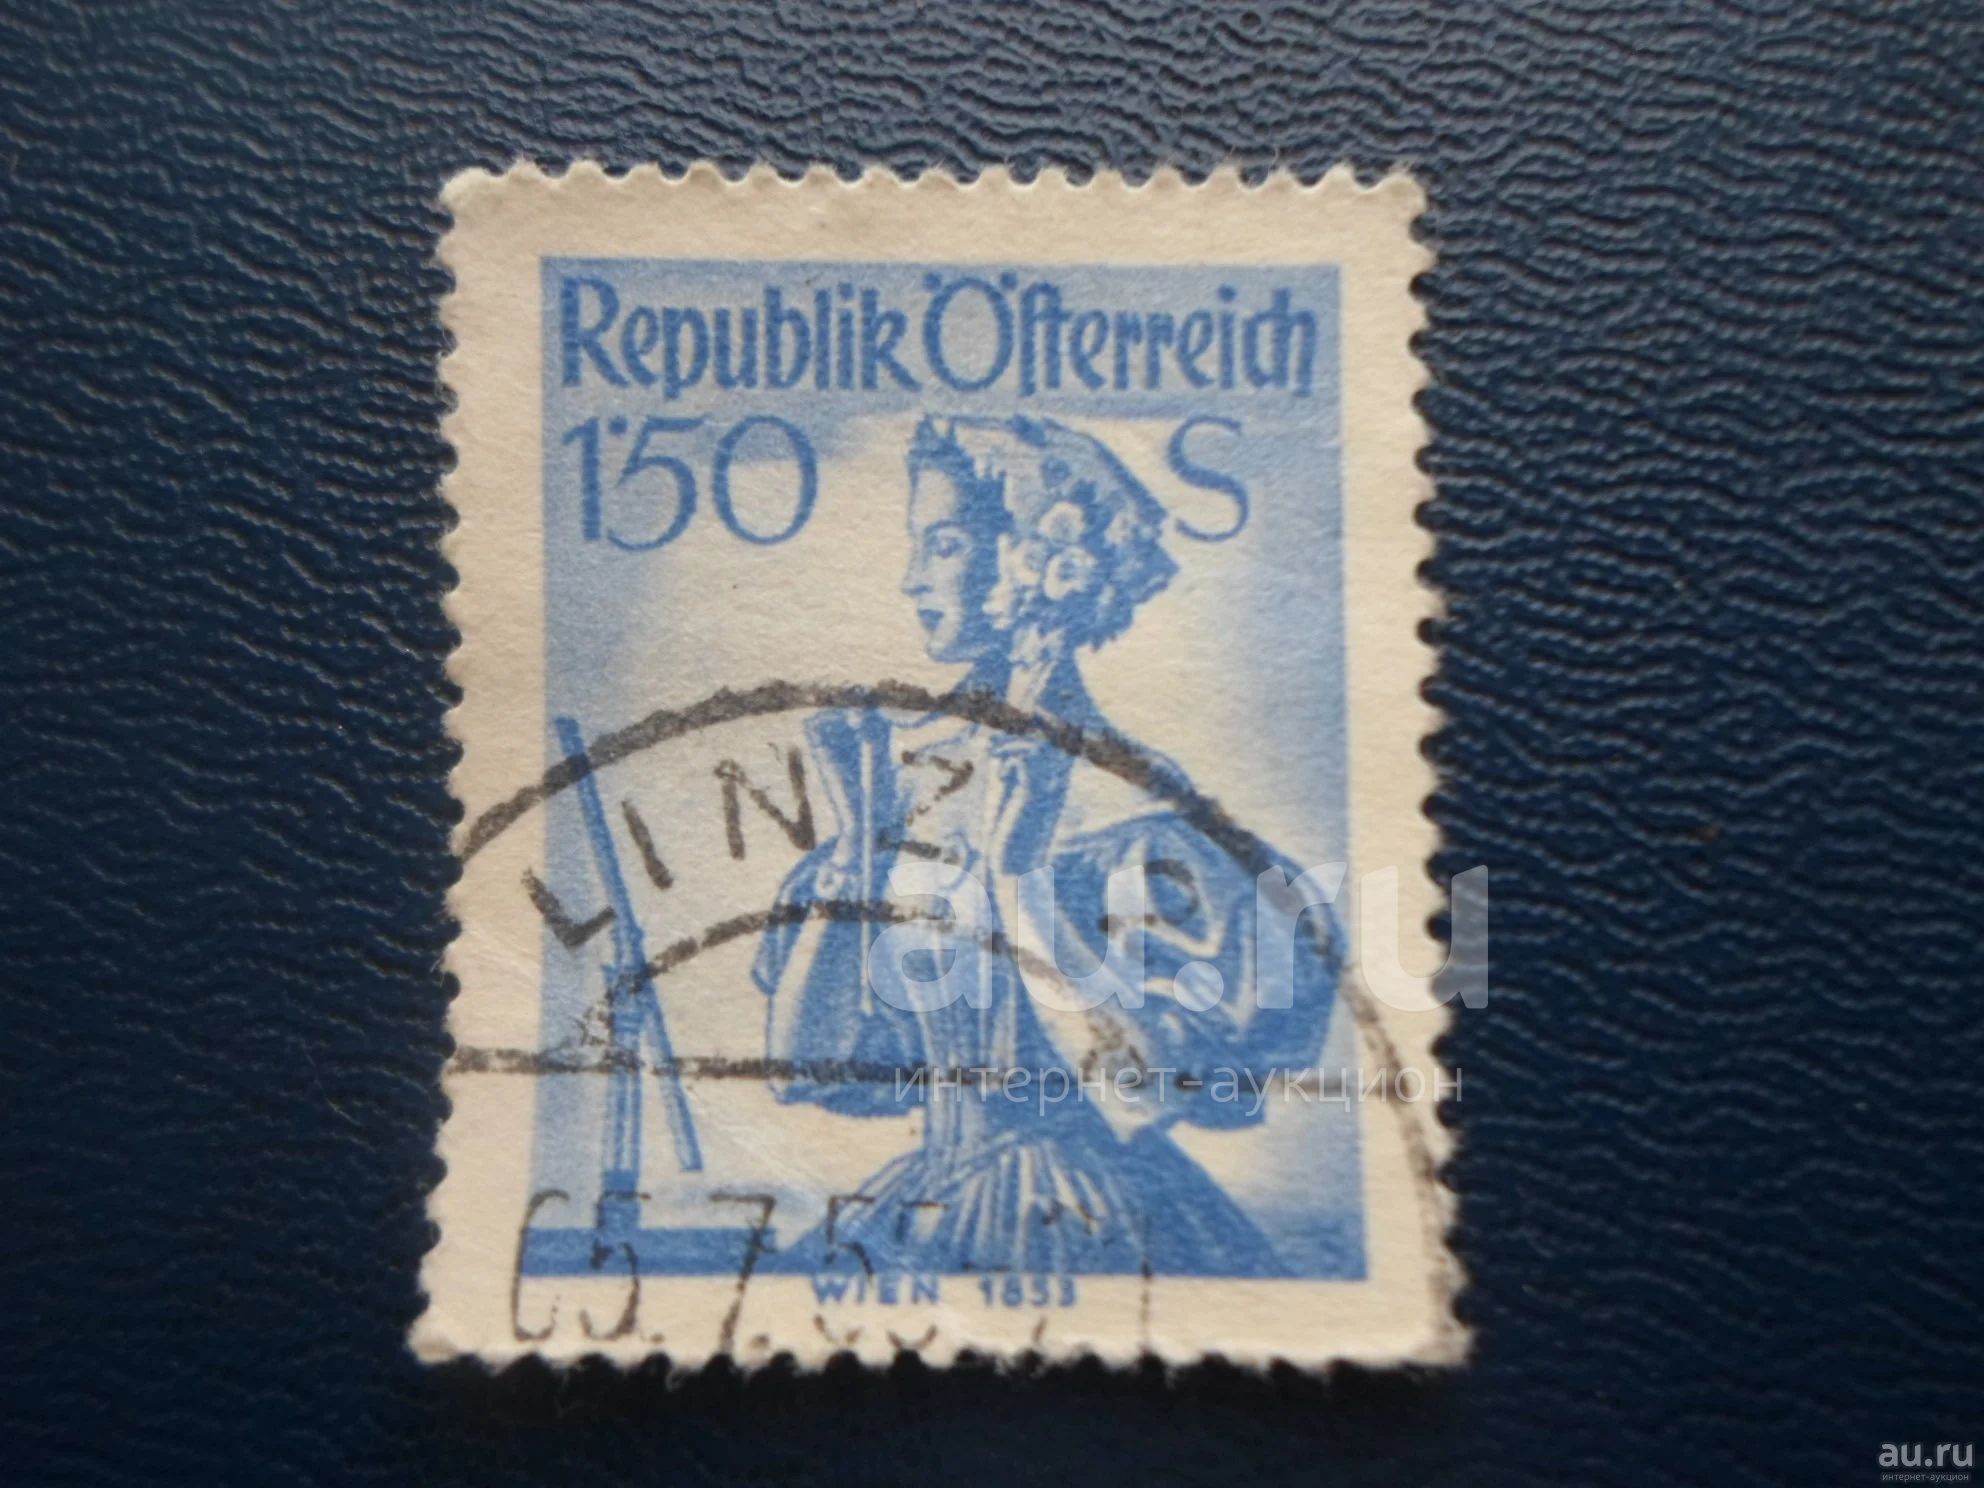 Republik Öſterreich
1·50 S
LINZ
au.ru
интернет-аукцион
WIEN 1853
au.ru
интернет-аукцион